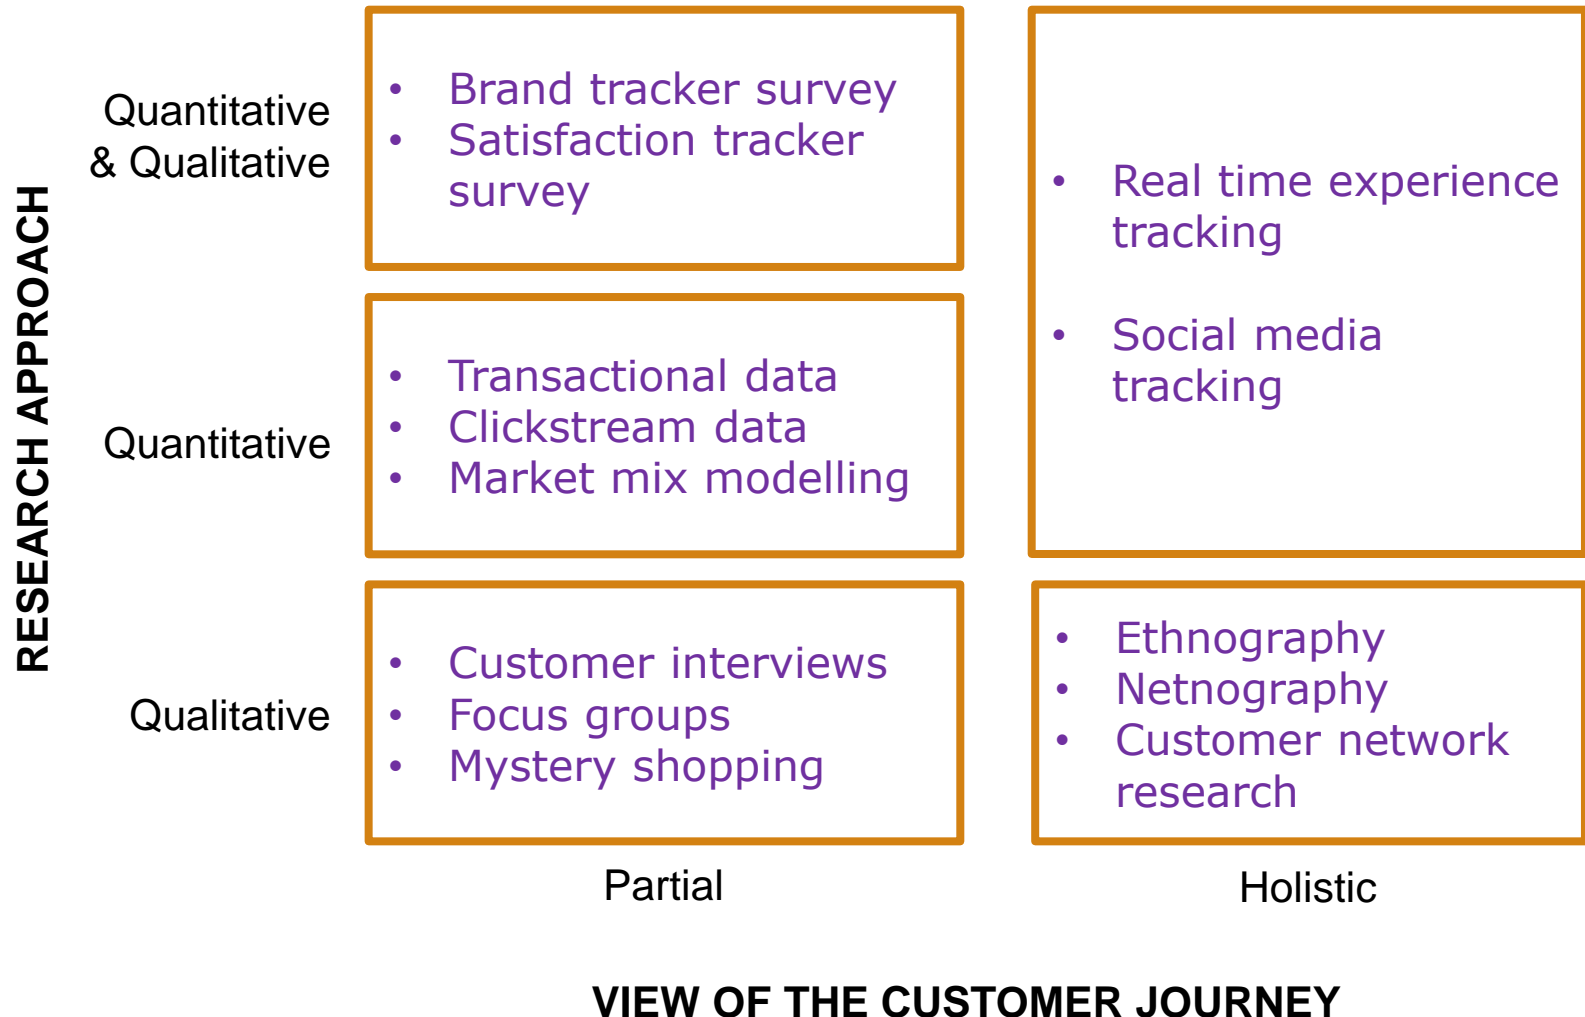 RESEARCH APPROACH
Quantitative
& Qualitative
• Brand tracker survey
• Satisfaction tracker
survey
• Real time experience
tracking
• Social media
tracking
Quantitative
• Transactional data
• Clickstream data
• Market mix modelling
Qualitative
• Customer interviews
• Focus groups
• Mystery shopping
• Ethnography
• Netnography
• Customer network
research
Partial
Holistic
VIEW OF THE CUSTOMER JOURNEY